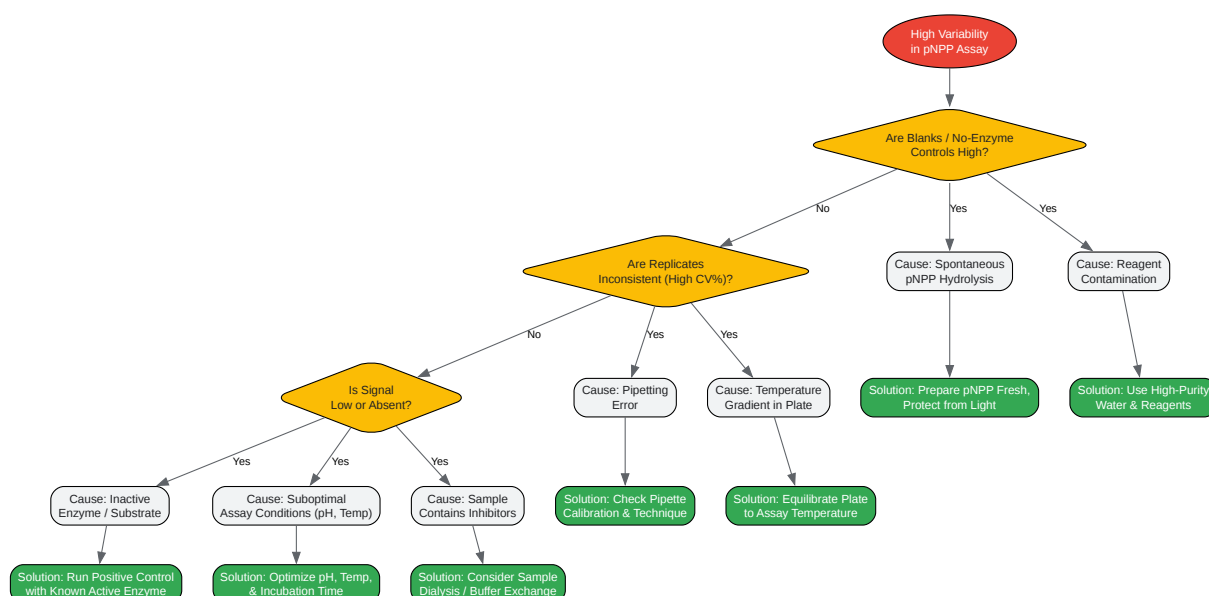 High Variability
in pNPP Assay
Are Blanks / No-Enzyme
Controls High?
No
Yes
Yes
Are Replicates
Inconsistent (High CV%)?
Cause: Spontaneous
pNPP Hydrolysis
Cause: Reagent
Contamination
No
Yes
Yes
Is Signal
Low or Absent?
Cause: Pipetting
Error
Cause: Temperature
Gradient in Plate
Solution: Prepare pNPP Fresh,
Protect from Light
Solution: Use High-Purity
Water & Reagents
Yes
Yes
Yes
Cause: Inactive
Enzyme / Substrate
Cause: Suboptimal
Assay Conditions (pH, Temp)
Cause: Sample
Contains Inhibitors
Solution: Check Pipette
Calibration & Technique
Solution: Equilibrate Plate
to Assay Temperature
Solution: Run Positive Control
with Known Active Enzyme
Solution: Optimize pH, Temp,
& Incubation Time
Solution: Consider Sample
Dialysis / Buffer Exchange